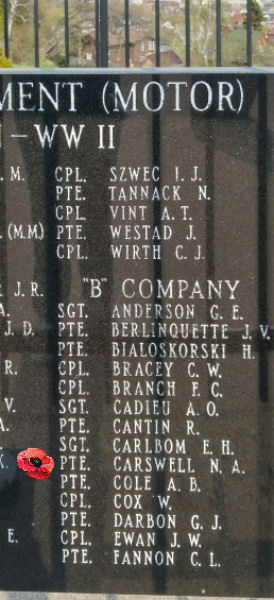 MENT (MOTOR)
– WW II
. M. CPL. SZWEC I. J.
PTE. TANNACK N.
CPL. VINT A. T.
(M.M.) PTE. WESTAD J.
CPL. WIRTH C. J.
J. R. "B" COMPANY
A. SGT. ANDERSON G. E.
J. D. PTE. BERLINQUETTE J. V.
PTE. BIALOSKORSKI H.
R. CPL. BRACEY C. W.
CPL. BRANCH F. C.
V. SGT. CADIEU A. O.
A. PTE. CANTIN R.
SGT. CARLBOM E. H.
K. PTE. CARSWELL N. A.
PTE. COLE A. B.
CPL. COX W.
PTE. DARBON G. J.
E. CPL. EWAN J. W.
PTE. FANNON C. L.